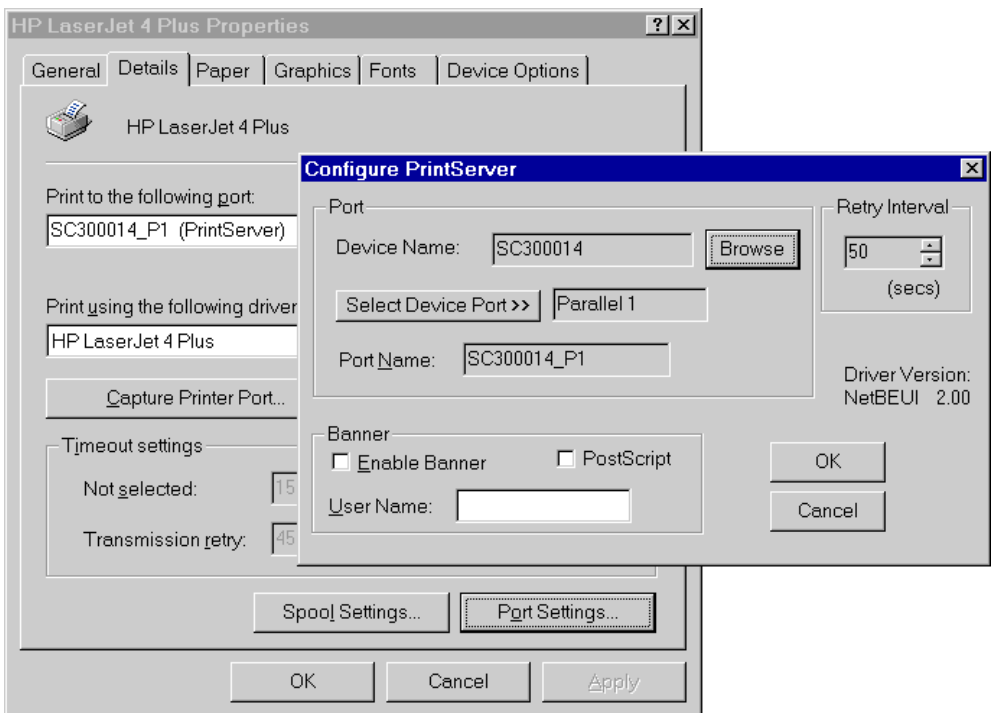 HP LaserJet 4 Plus Properties
General Details Paper Graphics Fonts Device Options
HP LaserJet 4 Plus
Print to the following port:
SC300014_P1 (PrintServer)
Print using the following driver
HP LaserJet 4 Plus
Capture Printer Port...
Timeout settings
Not selected: 15
Transmission retry: 45
Spool Settings... Port Settings...
OK Cancel Apply
Configure PrintServer
Port
Device Name: SC300014 Browse
Select Device Port >> Parallel 1
Port Name: SC300014_P1
Retry Interval
50
(secs)
Driver Version:
NetBEUI 2.00
Banner
Enable Banner PostScript
User Name:
OK
Cancel